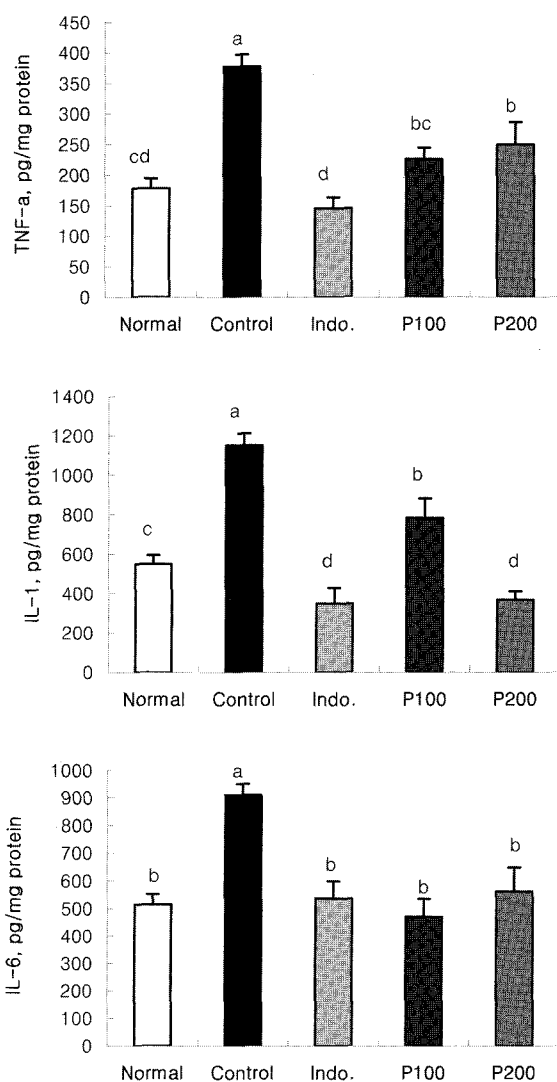 TNF-a, pg/mg protein
450
400
350
300
250
200
150
100
50
0
cd
a
d
bc
b
Normal Control Indo. P100 P200
IL-1, pg/mg protein
1400
1200
1000
800
600
400
200
0
c
a
d
b
d
Normal Control Indo. P100 P200
IL-6, pg/mg protein
1000
900
800
700
600
500
400
300
200
100
0
b
a
b
b
b
Normal Control Indo. P100 P200